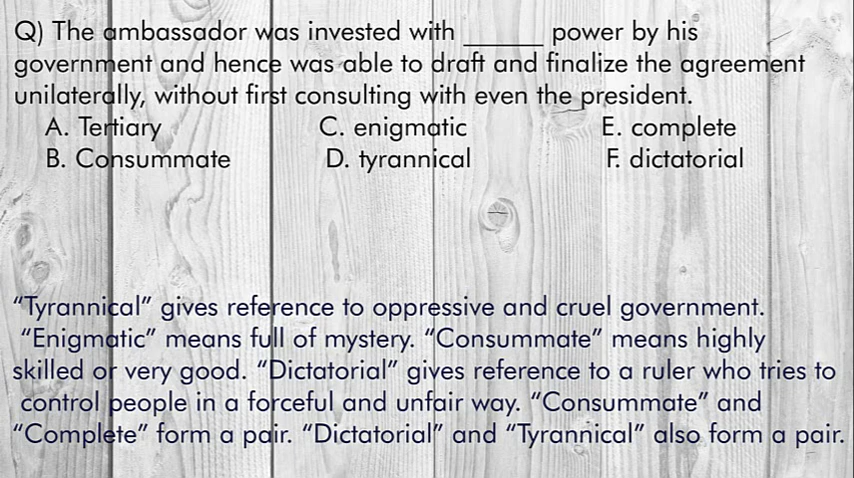 Q) The ambassador was invested with ______ power by his
government and hence was able to draft and finalize the agreement
unilaterally, without first consulting with even the president.
A. Tertiary C. enigmatic E. complete
B. Consummate D. tyrannical F. dictatorial
“Tyrannical” gives reference to oppressive and cruel government.
“Enigmatic” means full of mystery. “Consummate” means highly
skilled or very good. “Dictatorial” gives reference to a ruler who tries to
control people in a forceful and unfair way. “Consummate” and
“Complete” form a pair. “Dictatorial” and “Tyrannical” also form a pair.